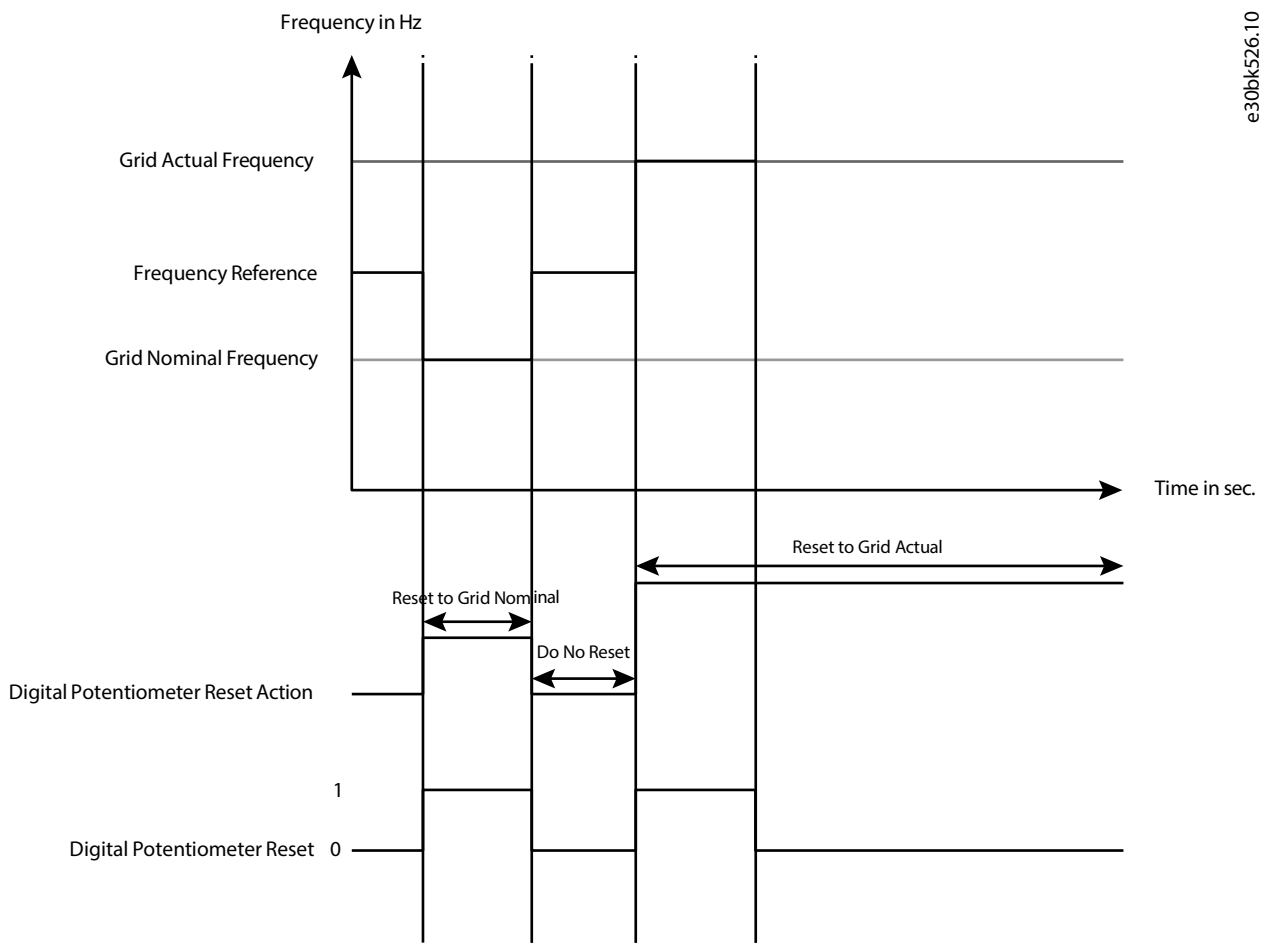 Frequency in Hz
e30bk526.10
Grid Actual Frequency
Frequency Reference
Grid Nominal Frequency
Time in sec.
Reset to Grid Actual
Reset to Grid Nominal
Do No Reset
Digital Potentiometer Reset Action
1
Digital Potentiometer Reset 0